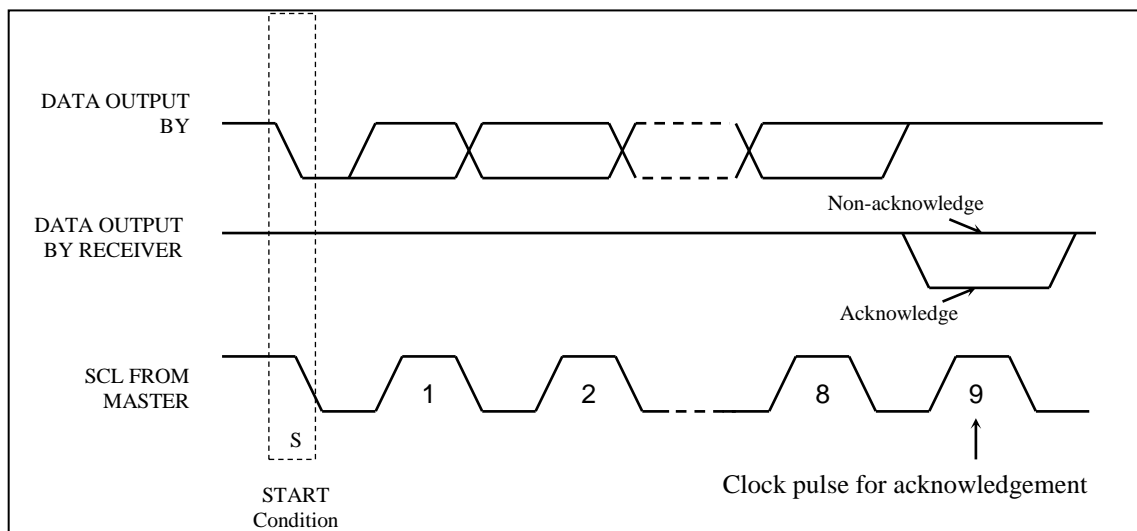 DATA OUTPUT
BY
DATA OUTPUT
BY RECEIVER
Non-acknowledge
Acknowledge
SCL FROM
MASTER
1
2
8
9
S
START
Condition
Clock pulse for acknowledgement